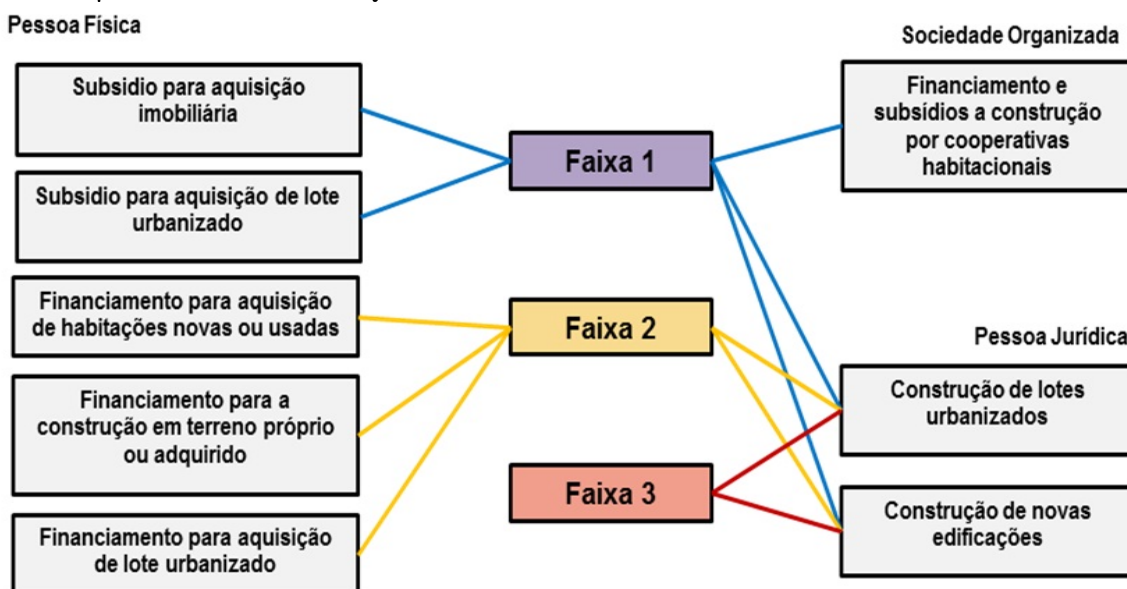 Pessoa Física
Subsidio para aquisição
imobiliária
Subsidio para aquisição de lote
urbanizado
Financiamento para aquisição
de habitações novas ou usadas
Financiamento para a
construção em terreno próprio
ou adquirido
Financiamento para aquisição
de lote urbanizado
Faixa 1
Faixa 2
Faixa 3
Sociedade Organizada
Financiamento e
subsídios a construção
por cooperativas
habitacionais
Pessoa Jurídica
Construção de lotes
urbanizados
Construção de novas
edificações